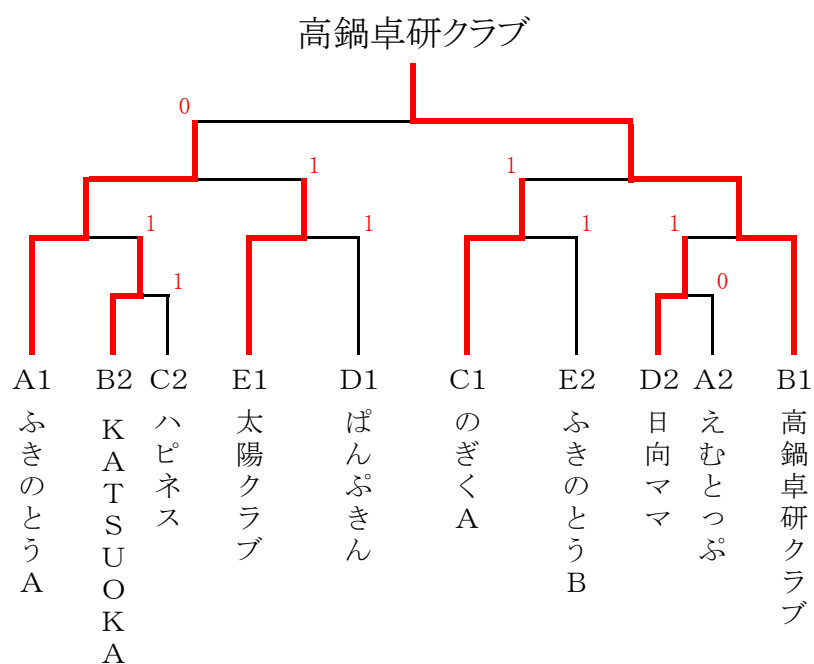 高鍋卓研クラブ
0
1
1
1
1
1
1
1
0
A1
B2
C2
E1
D1
C1
E2
D2
A2
B1
ふきのとうA
KATSUOKA
ハピネス
太陽クラブ
ぱんぷきん
のぎくA
ふきのとうB
日向ママ
えむとっぷ
高鍋卓研クラブ